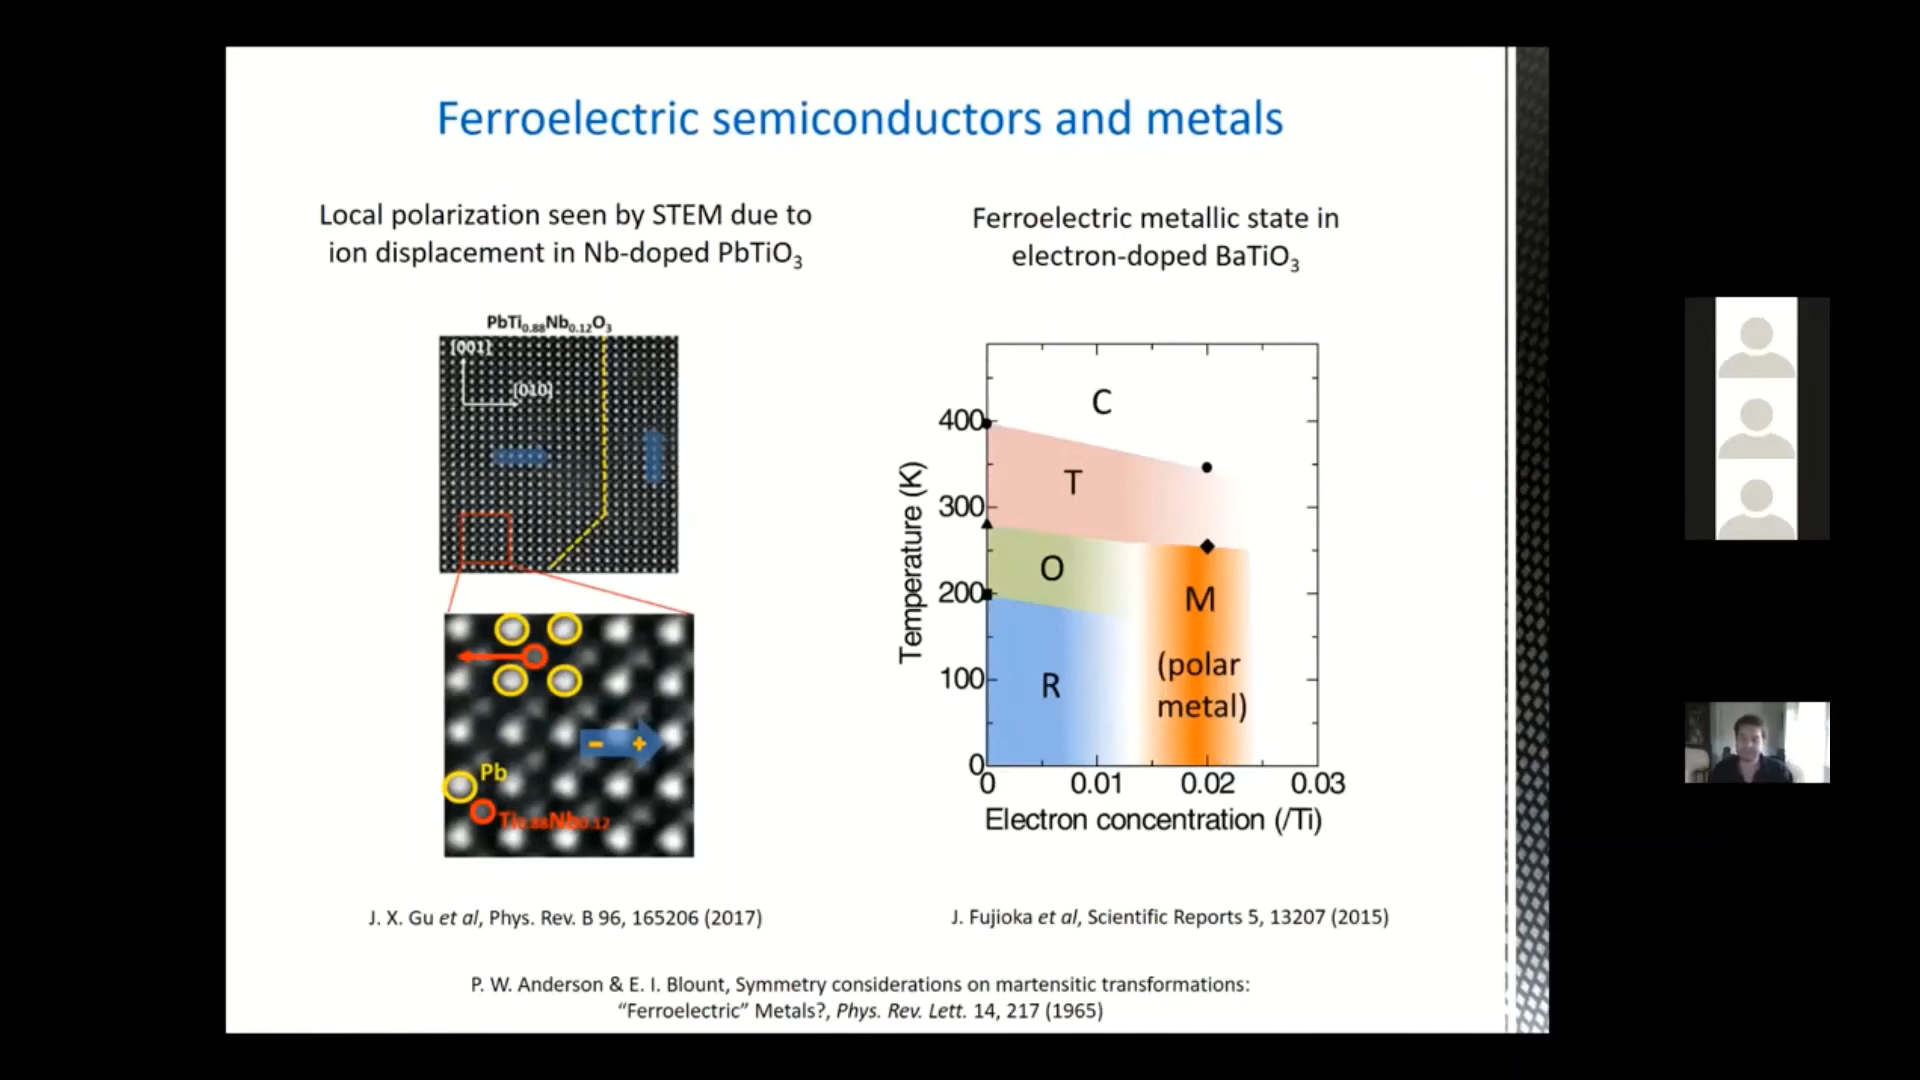 Ferroelectric semiconductors and metals
Local polarization seen by STEM due to
ion displacement in Nb-doped PbTiO₃
PbTi₀.₈₈Nb₀.₁₂O₃
[001]
[010]
Pb
Ti₀.₈₈Nb₀.₁₂
− +
J. X. Gu et al, Phys. Rev. B 96, 165206 (2017)
Ferroelectric metallic state in
electron-doped BaTiO₃
Temperature (K)
400
300
200
100
0
C
T
O
R
M
(polar
metal)
0 0.01 0.02 0.03
Electron concentration (/Ti)
J. Fujioka et al, Scientific Reports 5, 13207 (2015)
P. W. Anderson & E. I. Blount, Symmetry considerations on martensitic transformations:
“Ferroelectric” Metals?, Phys. Rev. Lett. 14, 217 (1965)